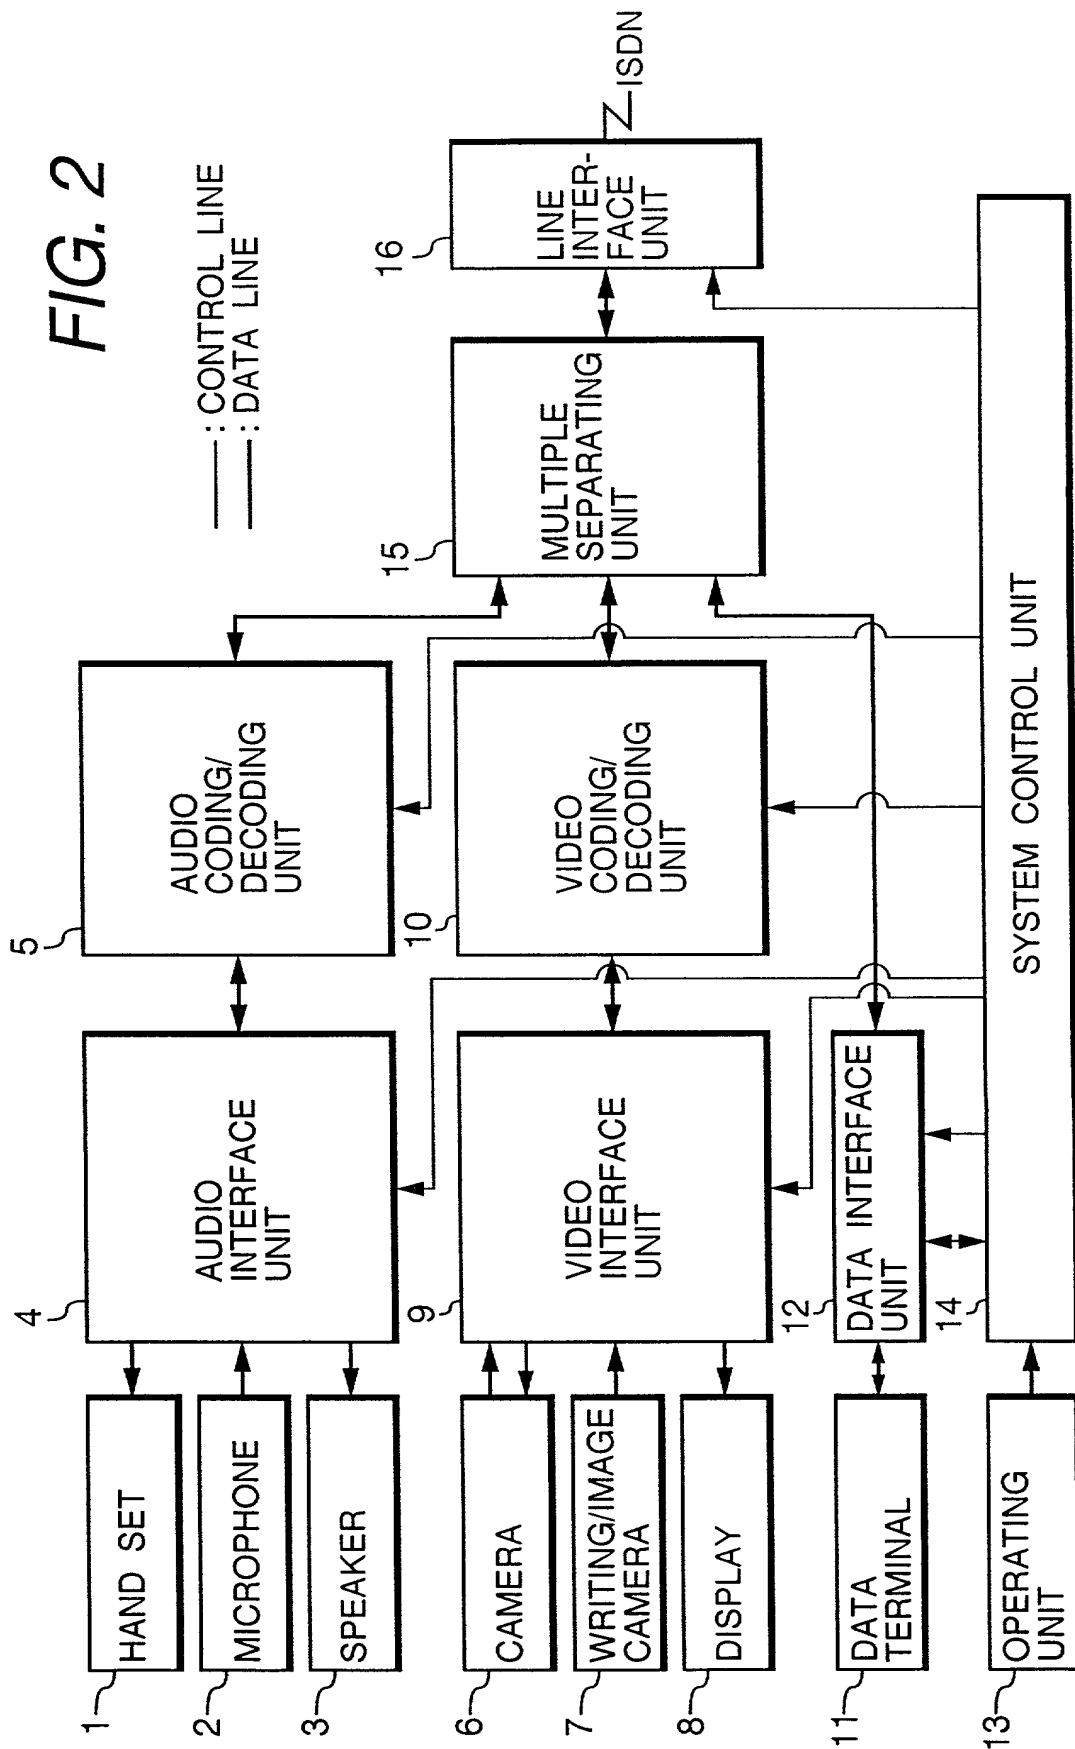 FIG. 2
: CONTROL LINE
: DATA LINE
1
HAND SET
2
MICROPHONE
3
SPEAKER
4
AUDIO
INTERFACE
UNIT
5
AUDIO
CODING/
DECODING
UNIT
6
CAMERA
7
WRITING/IMAGE
CAMERA
8
DISPLAY
9
VIDEO
INTERFACE
UNIT
10
VIDEO
CODING/
DECODING
UNIT
15
MULTIPLE
SEPARATING
UNIT
16
LINE
INTER-
FACE
UNIT
ISDN
11
DATA
TERMINAL
12
DATA INTERFACE
UNIT
13
OPERATING
UNIT
14
SYSTEM CONTROL UNIT